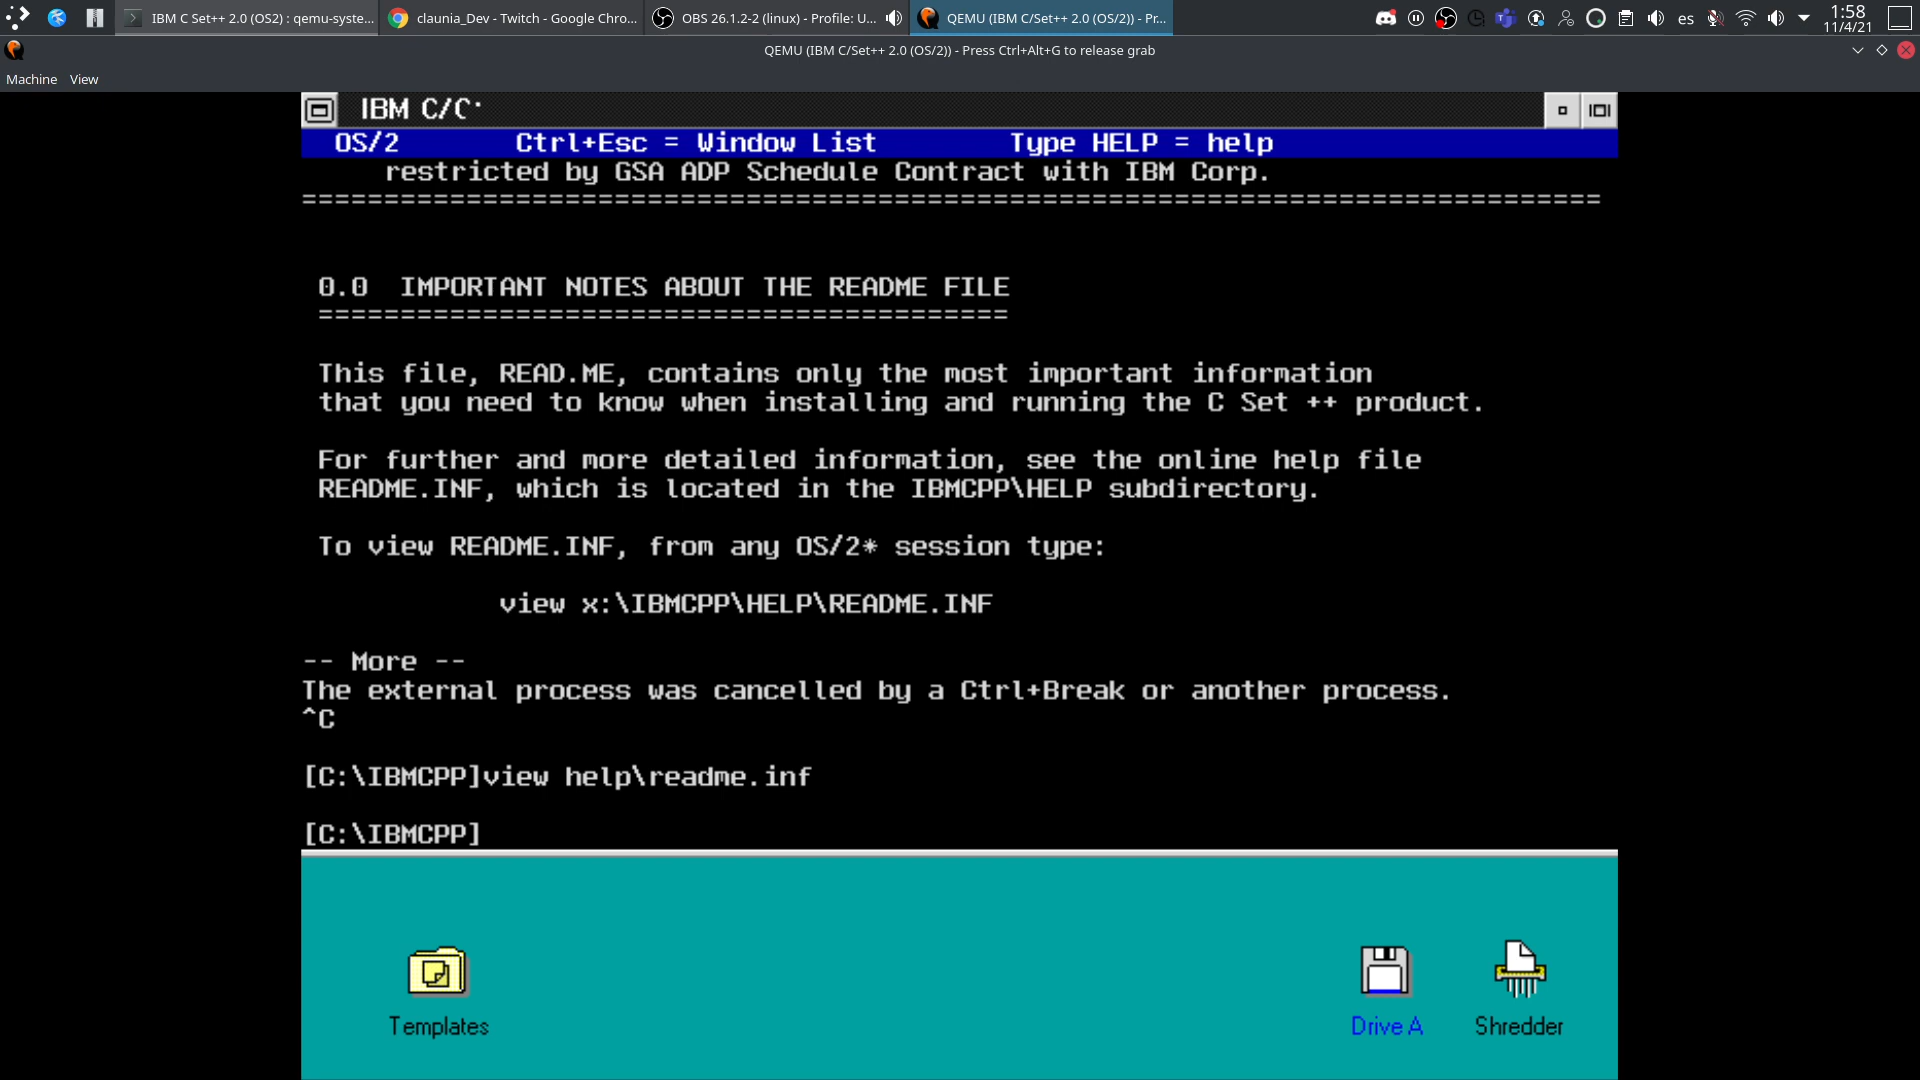 IBM C Set++ 2.0 (OS2) : qemu-syste...
claunia_Dev - Twitch - Google Chro...
OBS 26.1.2-2 (linux) - Profile: U...
QEMU (IBM C/Set++ 2.0 (OS/2)) - Pr...
es
1:58
11/4/21
QEMU (IBM C/Set++ 2.0 (OS/2)) - Press Ctrl+Alt+G to release grab
Machine View
IBM C/C
OS/2 Ctrl+Esc = Window List Type HELP = help
restricted by GSA ADP Schedule Contract with IBM Corp.
===============================================================================
0.0 IMPORTANT NOTES ABOUT THE README FILE
==========================================
This file, READ.ME, contains only the most important information
that you need to know when installing and running the C Set ++ product.
For further and more detailed information, see the online help file
README.INF, which is located in the IBMCPP\HELP subdirectory.
To view README.INF, from any OS/2* session type:
view x:\IBMCPP\HELP\README.INF
-- More --
The external process was cancelled by a Ctrl+Break or another process.
^C
[C:\IBMCPP]view help\readme.inf
[C:\IBMCPP]
Templates
Drive A
Shredder